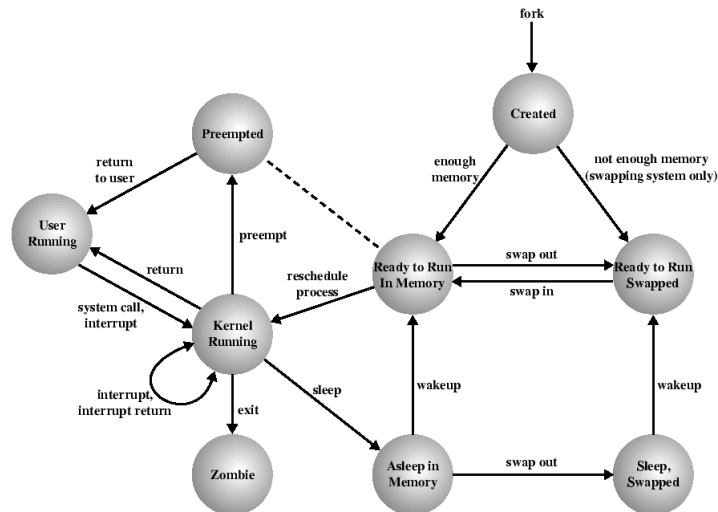 fork
Created
Preempted
return
to user
enough
memory
not enough memory
(swapping system only)
User
Running
preempt
return
Ready to Run
In Memory
swap out
swap in
Ready to Run
Swapped
reschedule
process
system call,
interrupt
Kernel
Running
interrupt,
interrupt return
sleep
wakeup
wakeup
exit
Zombie
Asleep in
Memory
swap out
Sleep,
Swapped